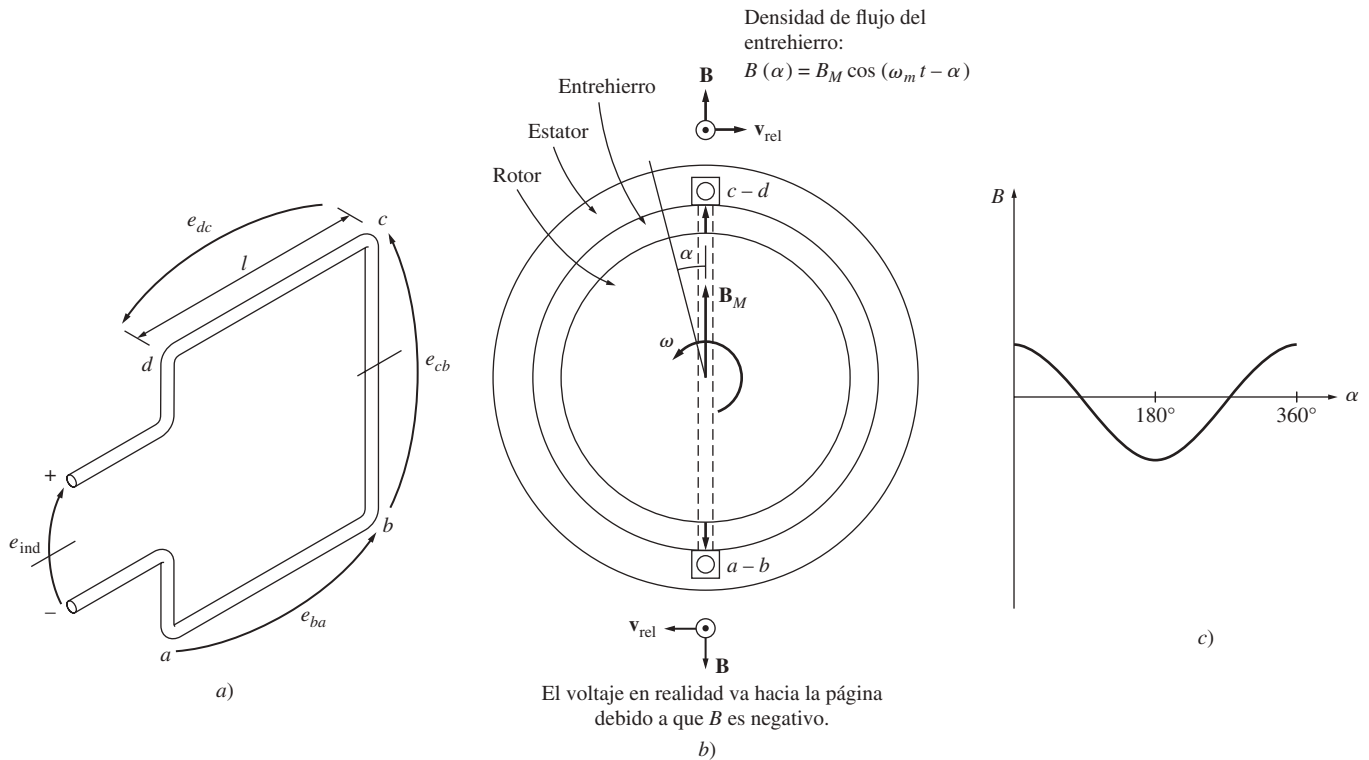 e_dc
c
l
d
e_cb
+
e_ind
b
−
e_ba
a
a)
Densidad de flujo del
entrehierro:
B (α) = B_M cos (ω_m t – α)
B
v_rel
Entrehierro
Estator
Rotor
c – d
α
B_M
ω
a – b
v_rel
B
El voltaje en realidad va hacia la página
debido a que B es negativo.
b)
B
180°
360°
α
c)